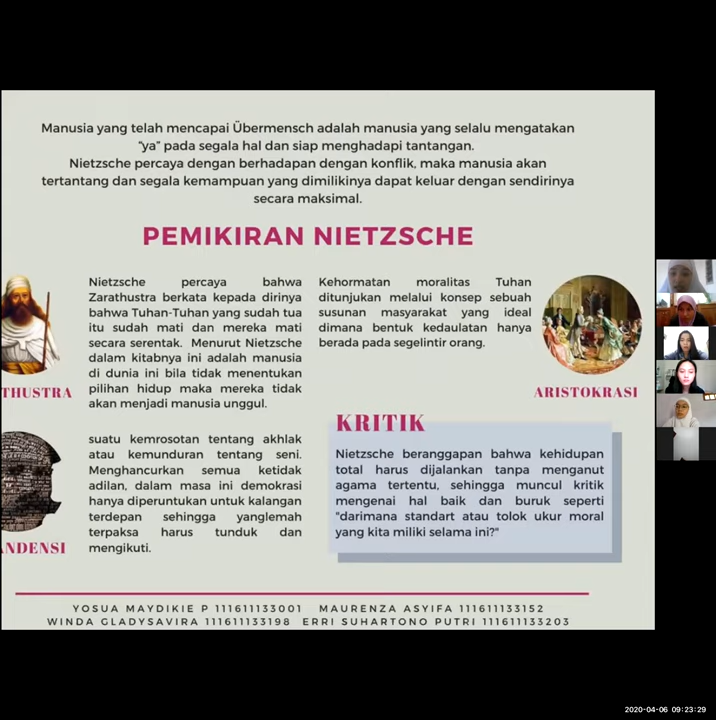 Manusia yang telah mencapai Übermensch adalah manusia yang selalu mengatakan
"ya" pada segala hal dan siap menghadapi tantangan.
Nietzsche percaya dengan berhadapan dengan konflik, maka manusia akan
tertantang dan segala kemampuan yang dimilikinya dapat keluar dengan sendirinya
secara maksimal.
PEMIKIRAN NIETZSCHE
Nietzsche percaya bahwa
Zarathustra berkata kepada dirinya
bahwa Tuhan-Tuhan yang sudah tua
itu sudah mati dan mereka mati
secara serentak. Menurut Nietzsche
dalam kitabnya ini adalah manusia
di dunia ini bila tidak menentukan
pilihan hidup maka mereka tidak
akan menjadi manusia unggul.
THUSTRA
Kehormatan moralitas Tuhan
ditunjukan melalui konsep sebuah
susunan masyarakat yang ideal
dimana bentuk kedaulatan hanya
berada pada segelintir orang.
ARISTOKRASI
suatu kemrosotan tentang akhlak
atau kemunduran tentang seni.
Menghancurkan semua ketidak
adilan, dalam masa ini demokrasi
hanya diperuntukan untuk kalangan
terdepan sehingga yanglemah
terpaksa harus tunduk dan
mengikuti.
NDENSI
KRITIK
Nietzsche beranggapan bahwa kehidupan
total harus dijalankan tanpa menganut
agama tertentu, sehingga muncul kritik
mengenai hal baik dan buruk seperti
"darimana standart atau tolok ukur moral
yang kita miliki selama ini?"
YOSUA MAYDIKIE P 111611133001 MAURENZA ASYIFA 111611133152
WINDA GLADYSAVIRA 111611133198 ERRI SUHARTONO PUTRI 111611133203
2020-04-06 09:23:29